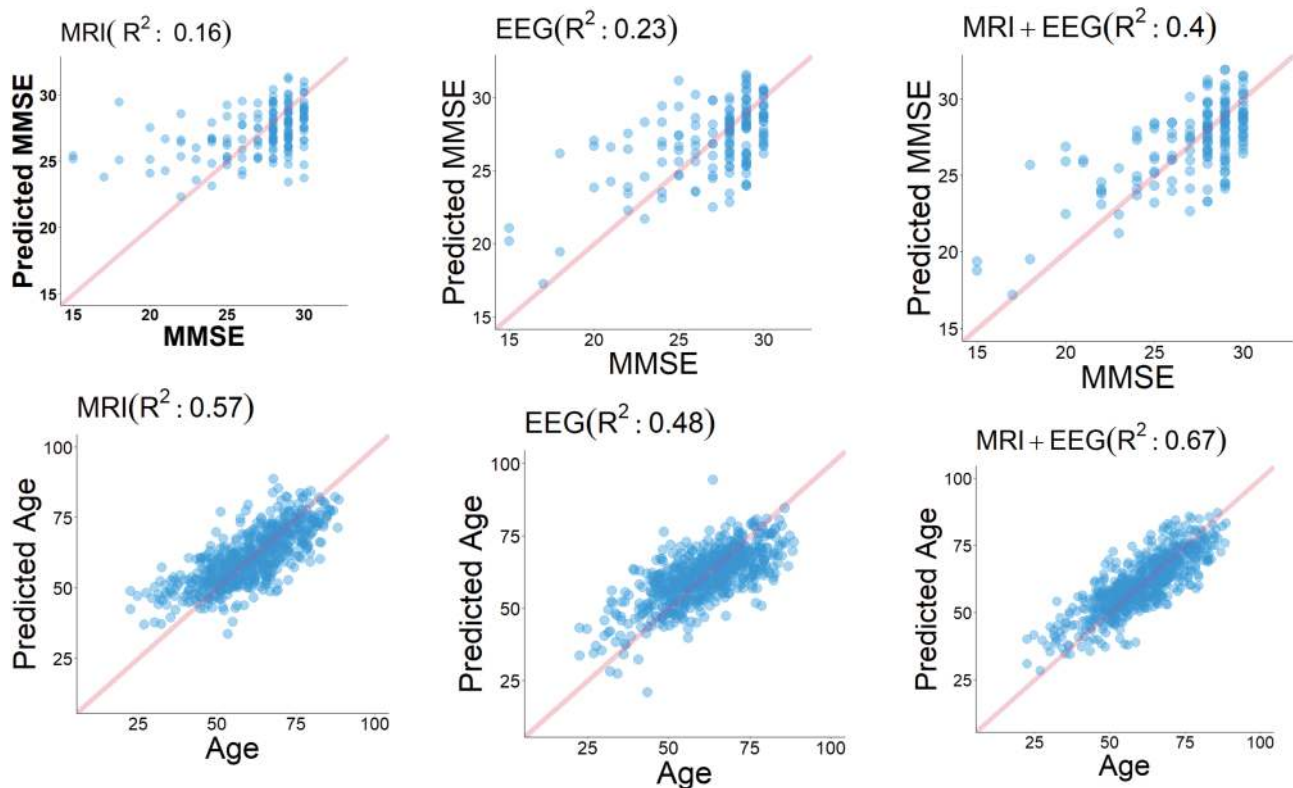 MRI( R²: 0.16)
Predicted MMSE
30
25
20
15
15 20 25 30
MMSE
EEG(R²: 0.23)
Predicted MMSE
30
25
20
15
15 20 25 30
MMSE
MRI + EEG(R²: 0.4)
Predicted MMSE
30
25
20
15
15 20 25 30
MMSE
MRI(R²: 0.57)
Predicted Age
100
75
50
25
25 50 75 100
Age
EEG(R²: 0.48)
Predicted Age
100
75
50
25
25 50 75 100
Age
MRI + EEG(R²: 0.67)
Predicted Age
100
75
50
25
25 50 75 100
Age